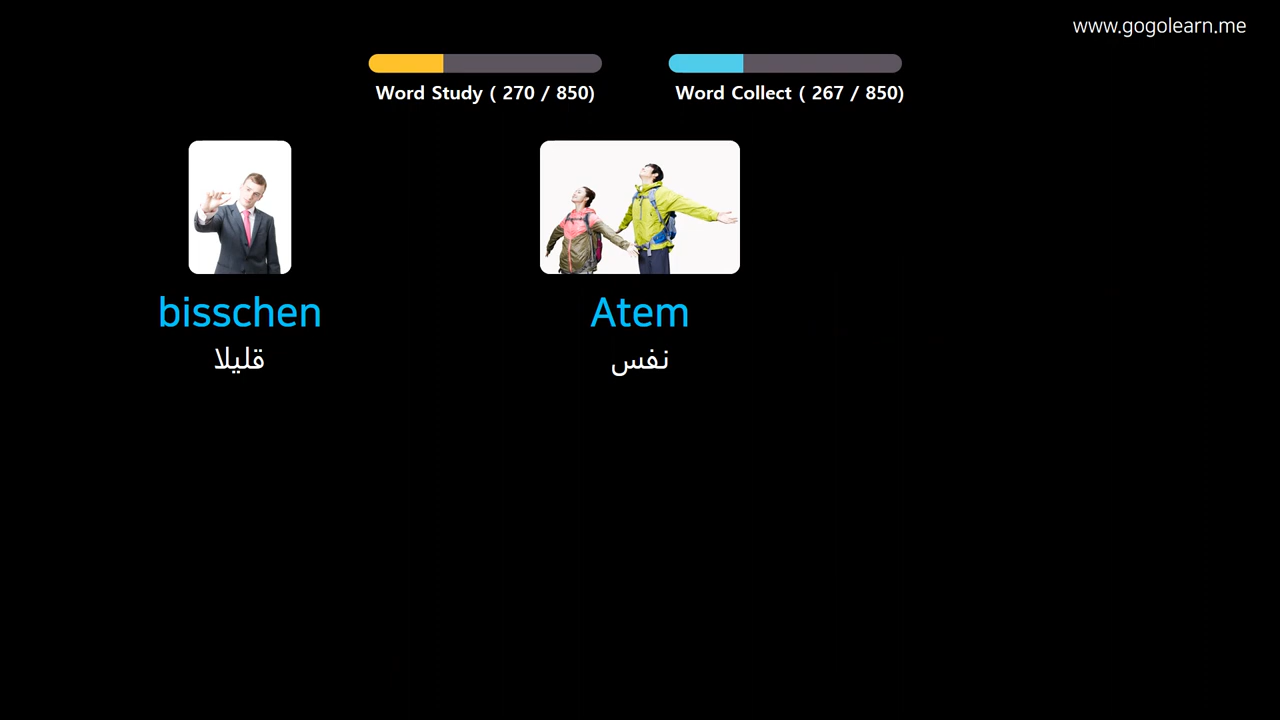 www.gogolearn.me
Word Study ( 270 / 850)
Word Collect ( 267 / 850)
bisschen
قليلا
Atem
نفس